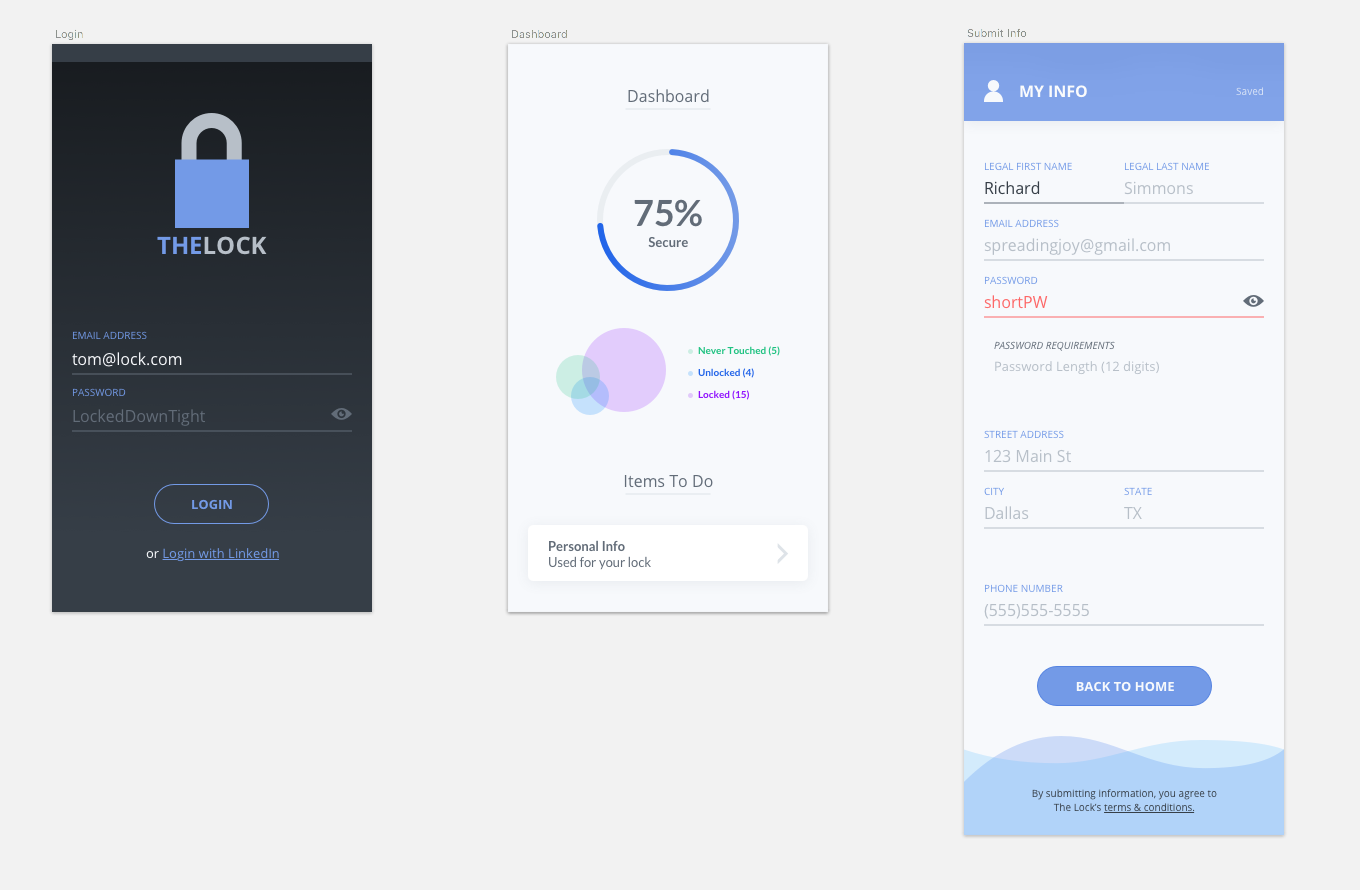 Login
THELOCK
EMAIL ADDRESS
tom@lock.com
PASSWORD
LockedDownTight
LOGIN
or Login with LinkedIn
Dashboard
Dashboard
75%
Secure
Never Touched (5)
Unlocked (4)
Locked (15)
Items To Do
Personal Info
Used for your lock
Submit Info
MY INFO
Saved
LEGAL FIRST NAME LEGAL LAST NAME
Richard Simmons
EMAIL ADDRESS
spreadingjoy@gmail.com
PASSWORD
shortPW
PASSWORD REQUIREMENTS
Password Length (12 digits)
STREET ADDRESS
123 Main St
CITY STATE
Dallas TX
PHONE NUMBER
(555)555-5555
BACK TO HOME
By submitting information, you agree to
The Lock's terms & conditions.